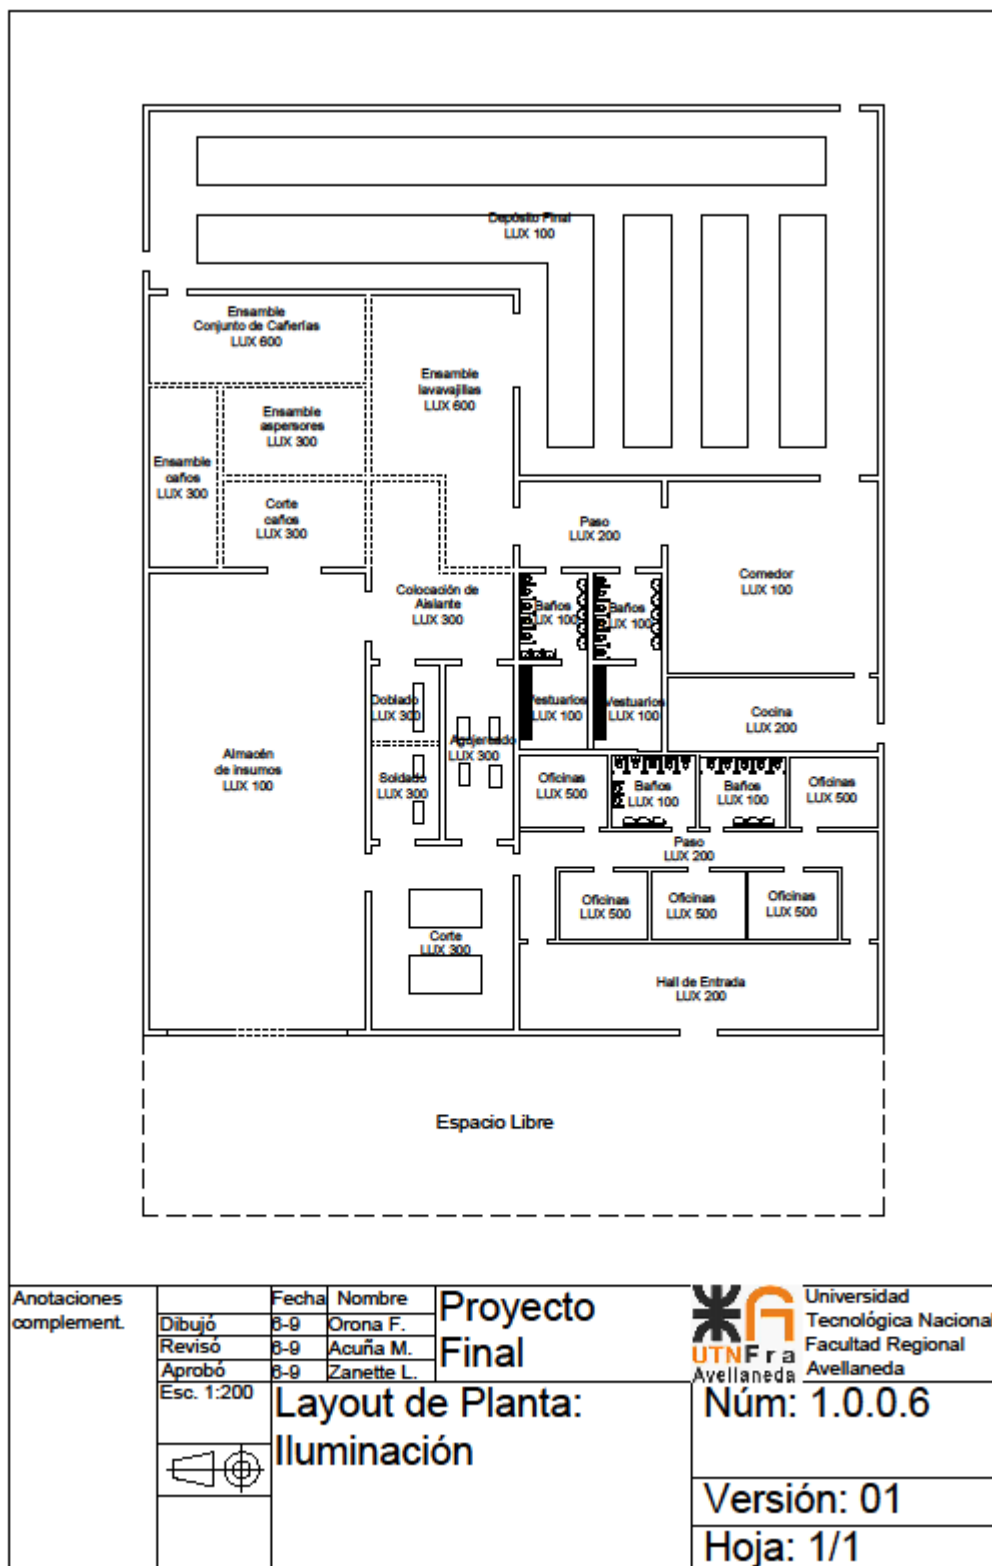 Depósito Final
LUX 100
Ensamble
Conjunto de Cañerías
LUX 600
Ensamble
lavavajillas
LUX 600
Ensamble
aspersores
LUX 300
Ensamble
caños
LUX 300
Corte
caños
LUX 300
Paso
LUX 200
Comedor
LUX 100
Colocación de
Aislante
LUX 300
Baños
LUX 100
Baños
LUX 100
Doblado
LUX 300
Vestuarios
LUX 100
Vestuarios
LUX 100
Cocina
LUX 200
Agujereado
LUX 300
Almacén
de insumos
LUX 100
Soldado
LUX 300
Oficinas
LUX 500
Baños
LUX 100
Baños
LUX 100
Oficinas
LUX 500
Paso
LUX 200
Oficinas
LUX 500
Oficinas
LUX 500
Oficinas
LUX 500
Corte
LUX 300
Hall de Entrada
LUX 200
Espacio Libre
Anotaciones
complement.
Fecha Nombre
Dibujó 6-9 Orona F.
Revisó 6-9 Acuña M.
Aprobó 6-9 Zanette L.
Proyecto
Final
UTNFra
Avellaneda
Universidad
Tecnológica Nacional
Facultad Regional
Avellaneda
Esc. 1:200
Layout de Planta:
Iluminación
Núm: 1.0.0.6
Versión: 01
Hoja: 1/1